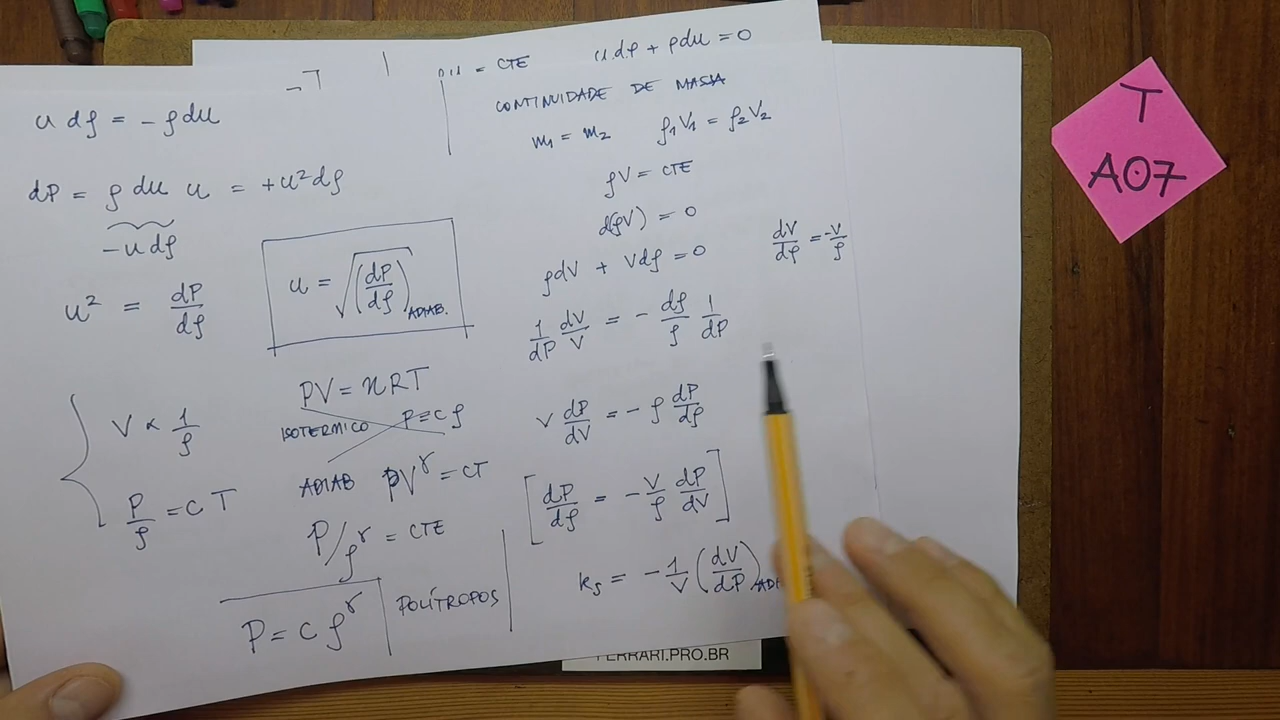 u dρ = - ρ du
dP = ρ du u = + u² dρ
- u dρ
u² = dP/dρ
u = √(dP/dρ) ADIAB.
V ∝ 1/ρ
P/ρ = C T
PV = nRT
ISOTERMICO P = C ρ
ADIAB PV^γ = CT
P/ρ^γ = CTE
P = C ρ^γ
POLÍTROPOS
= CTE u.dρ + ρ du = 0
CONTINUIDADE DE MASSA
m₁ = m₂ ρ₁V₁ = ρ₂V₂
ρV = CTE
d(ρV) = 0
ρdV + Vdρ = 0
dV/dρ = -V/ρ
1/dP dV/V = - dρ/ρ 1/dP
V dP/dV = - ρ dP/dρ
[dP/dρ = - V/ρ dP/dV]
ks = - 1/V (dV/dP)
FERRARI.PRO.BR
T
A07